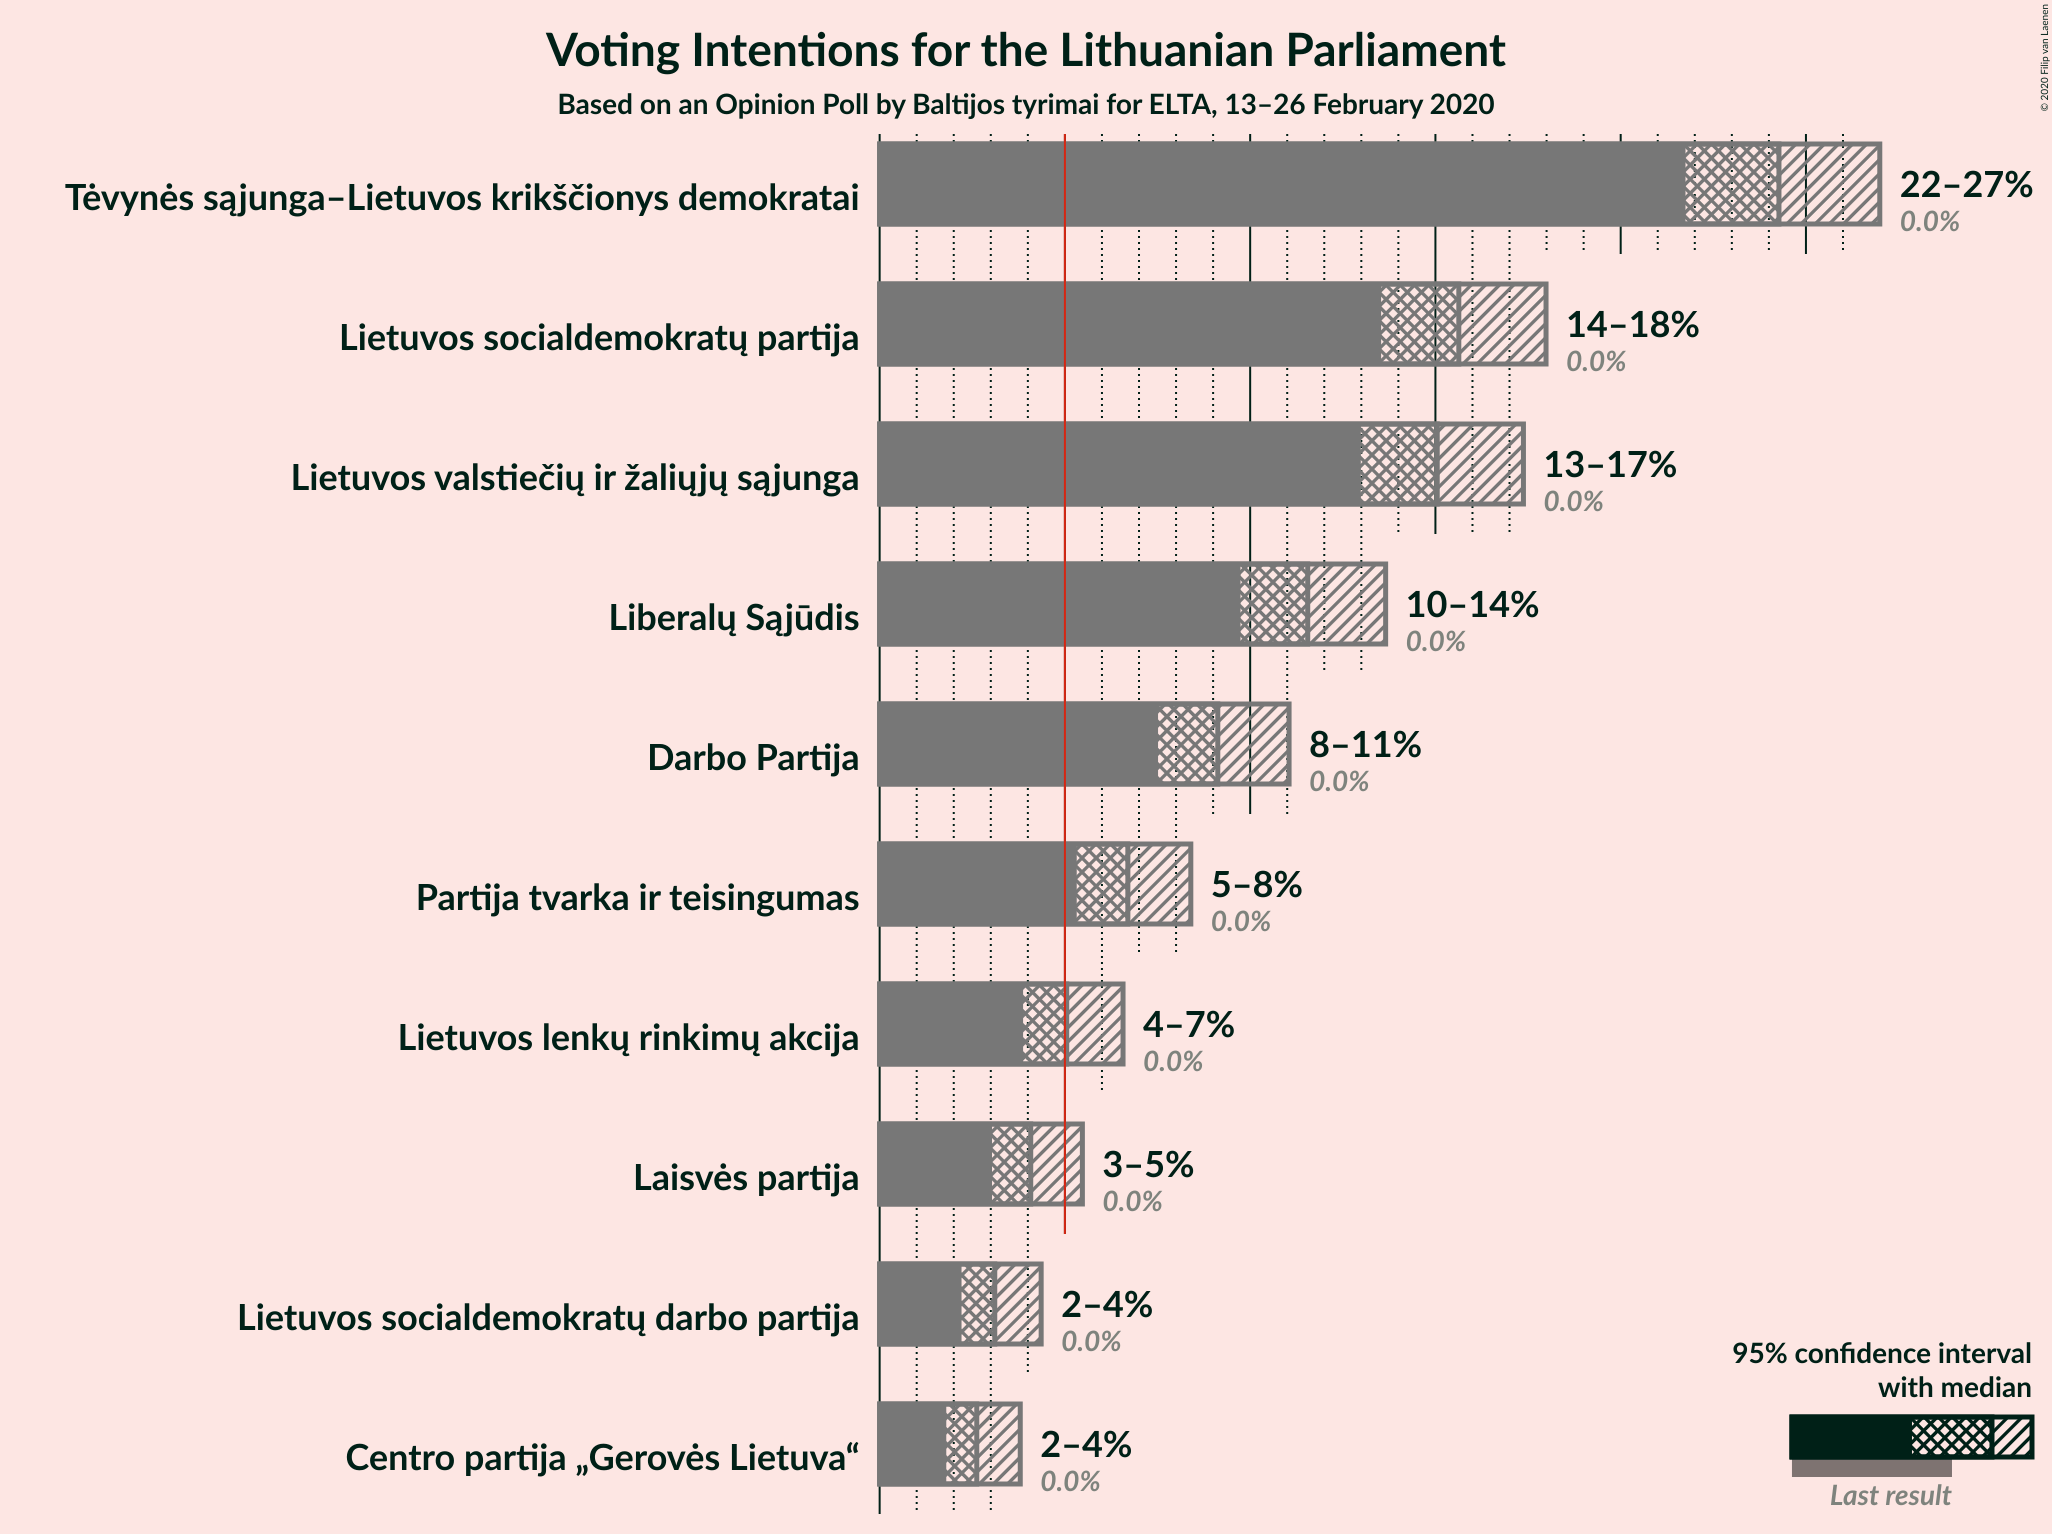 © 2020 Filip van Laenen
Voting Intentions for the Lithuanian Parliament
Based on an Opinion Poll by Baltijos tyrimai for ELTA, 13–26 February 2020
Tėvynės sąjunga–Lietuvos krikščionys demokratai
22–27%
0.0%
Lietuvos socialdemokratų partija
14–18%
0.0%
Lietuvos valstiečių ir žaliųjų sąjunga
13–17%
0.0%
Liberalų Sąjūdis
10–14%
0.0%
Darbo Partija
8–11%
0.0%
Partija tvarka ir teisingumas
5–8%
0.0%
Lietuvos lenkų rinkimų akcija
4–7%
0.0%
Laisvės partija
3–5%
0.0%
Lietuvos socialdemokratų darbo partija
2–4%
0.0%
Centro partija „Gerovės Lietuva“
2–4%
0.0%
95% confidence interval
with median
Last result